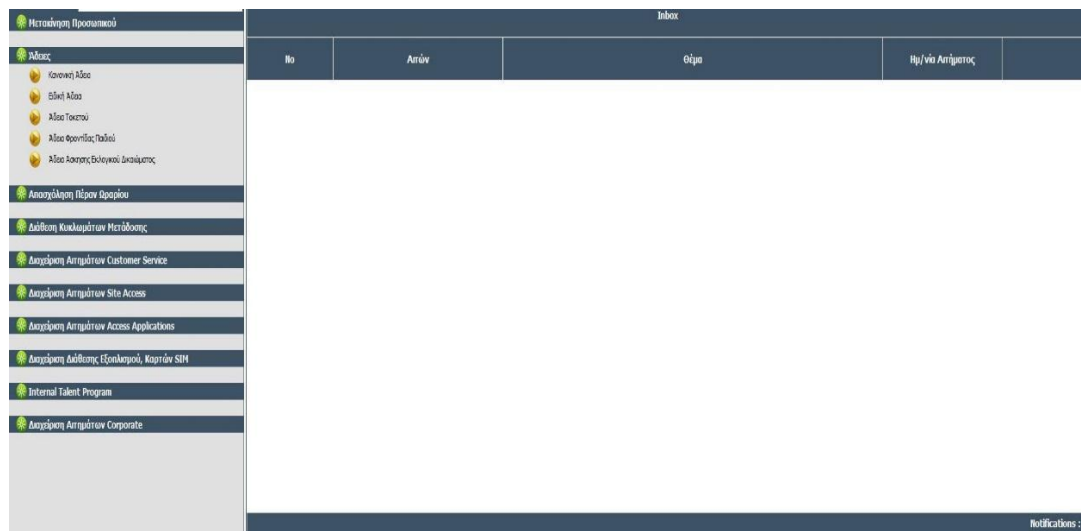 Μετακίνηση Προσωπικού
Άδειες
Κανονική Άδεια
Ειδική Άδεια
Άδεια Τοκετού
Άδεια Φροντίδας Παιδιού
Άδεια Άσκησης Εκλογικού Δικαιώματος
Απασχόληση Πέραν Ωραρίου
Διάθεση Κυκλωμάτων Μετάδοσης
Διαχείριση Αιτημάτων Customer Service
Διαχείριση Αιτημάτων Site Access
Διαχείριση Αιτημάτων Access Applications
Διαχείριση Διάθεσης Εξοπλισμού, Καρτών SIM
Internal Talent Program
Διαχείριση Αιτημάτων Corporate
Inbox
No Αιτών Θέμα Ημ/νία Αιτήματος
Notifications :